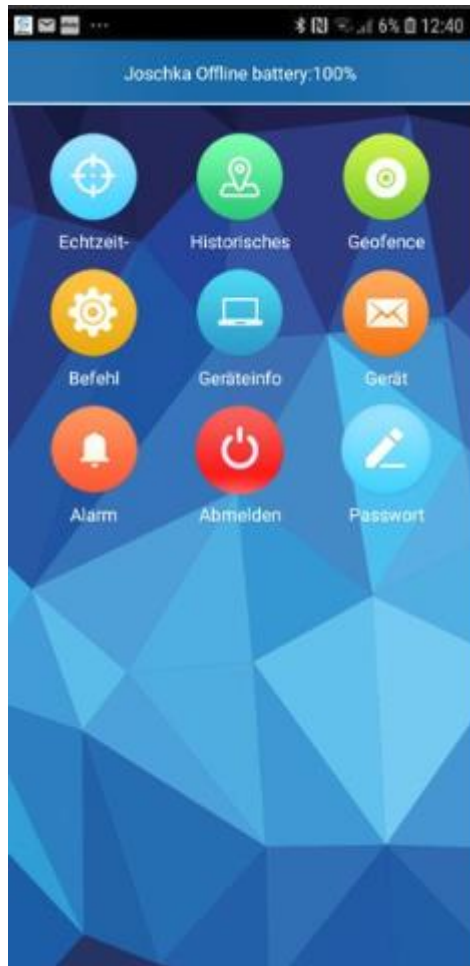 6% 12:40
Joschka Offline battery:100%
Echtzeit- Historisches Geofence
Befehl Geräteinfo Gerät
Alarm Abmelden Passwort